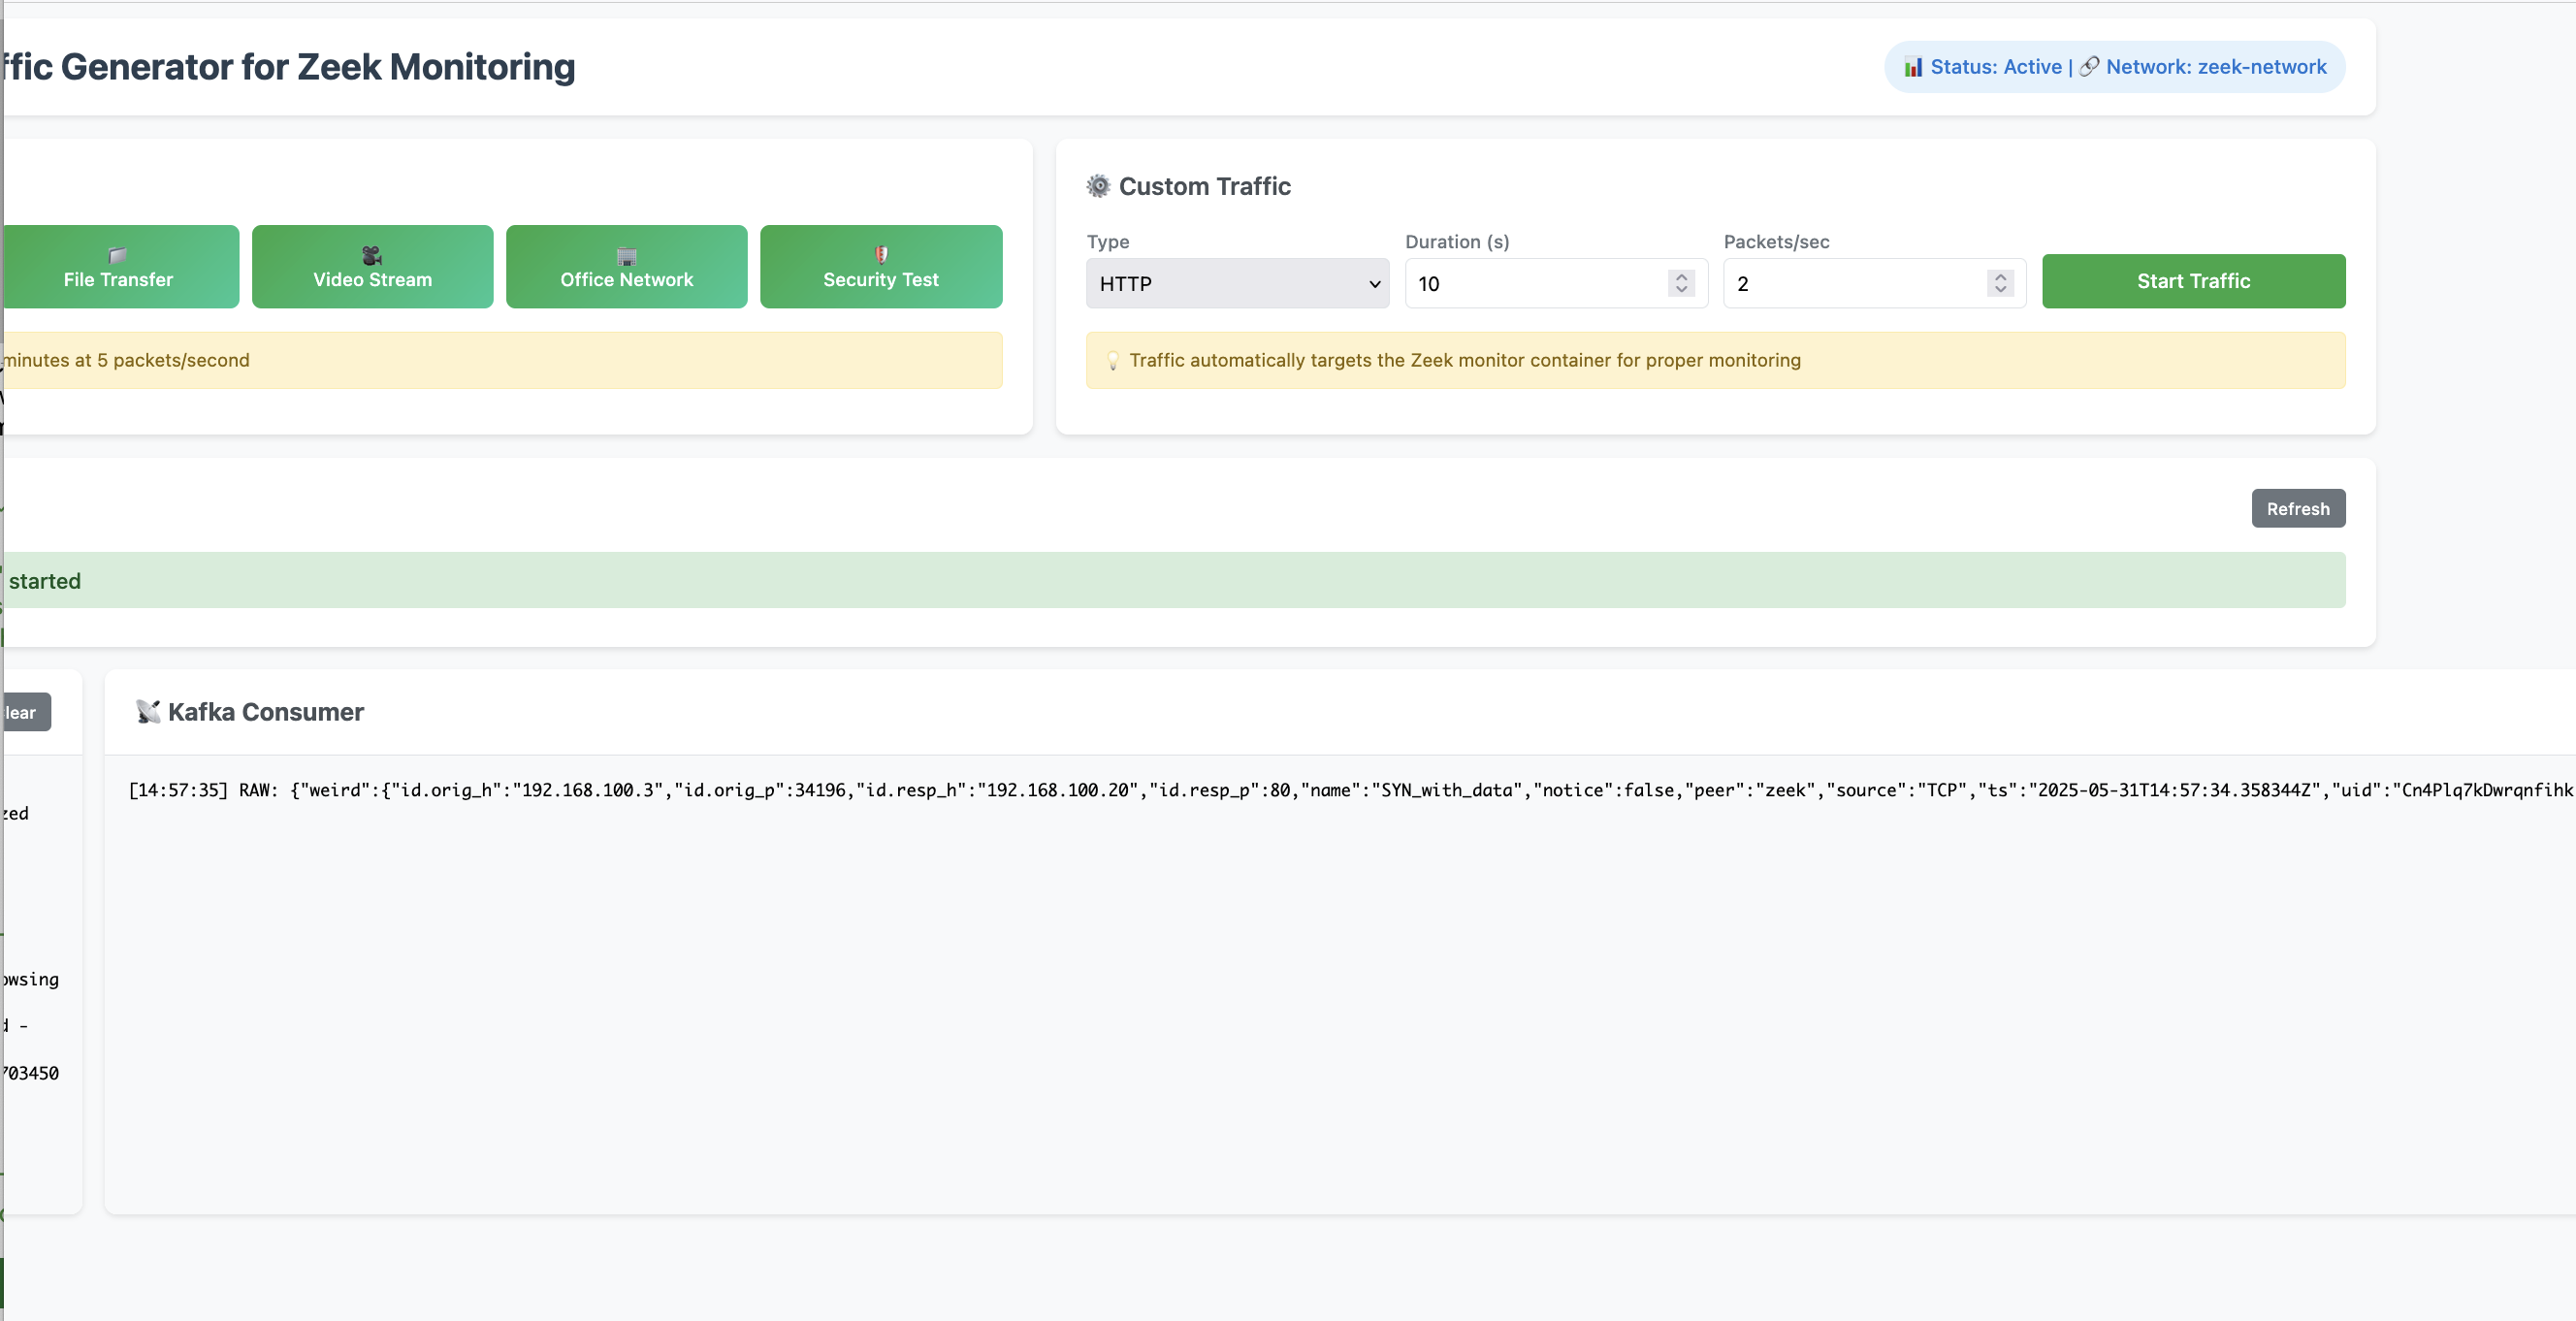 Generator for Zeek Monitoring
Status: Active | Network: zeek-network
File Transfer
Video Stream
Office Network
Security Test
minutes at 5 packets/second
Custom Traffic
Type
Duration (s)
Packets/sec
HTTP
10
2
Start Traffic
Traffic automatically targets the Zeek monitor container for proper monitoring
Refresh
started
Kafka Consumer
[14:57:35] RAW: {"weird":{"id.orig_h":"192.168.100.3","id.orig_p":34196,"id.resp_h":"192.168.100.20","id.resp_p":80,"name":"SYN_with_data","notice":false,"peer":"zeek","source":"TCP","ts":"2025-05-31T14:57:34.358344Z","uid":"Cn4Plq7kDwrqnfihk
zed
owsing
d -
703450